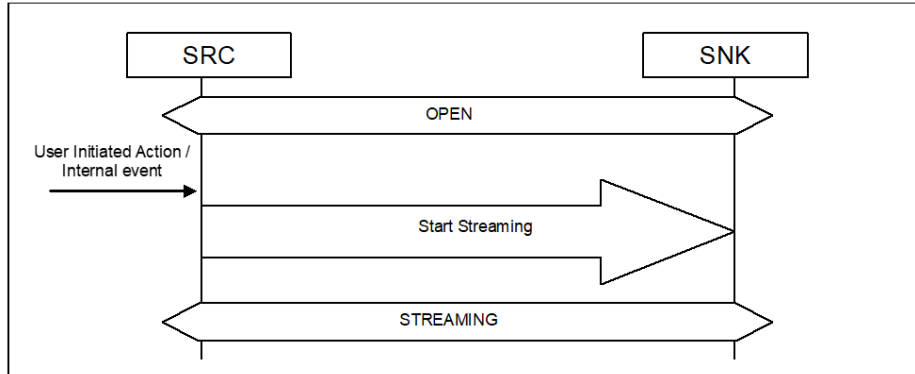 SRC
SNK
OPEN
User Initiated Action /
Internal event
Start Streaming
STREAMING